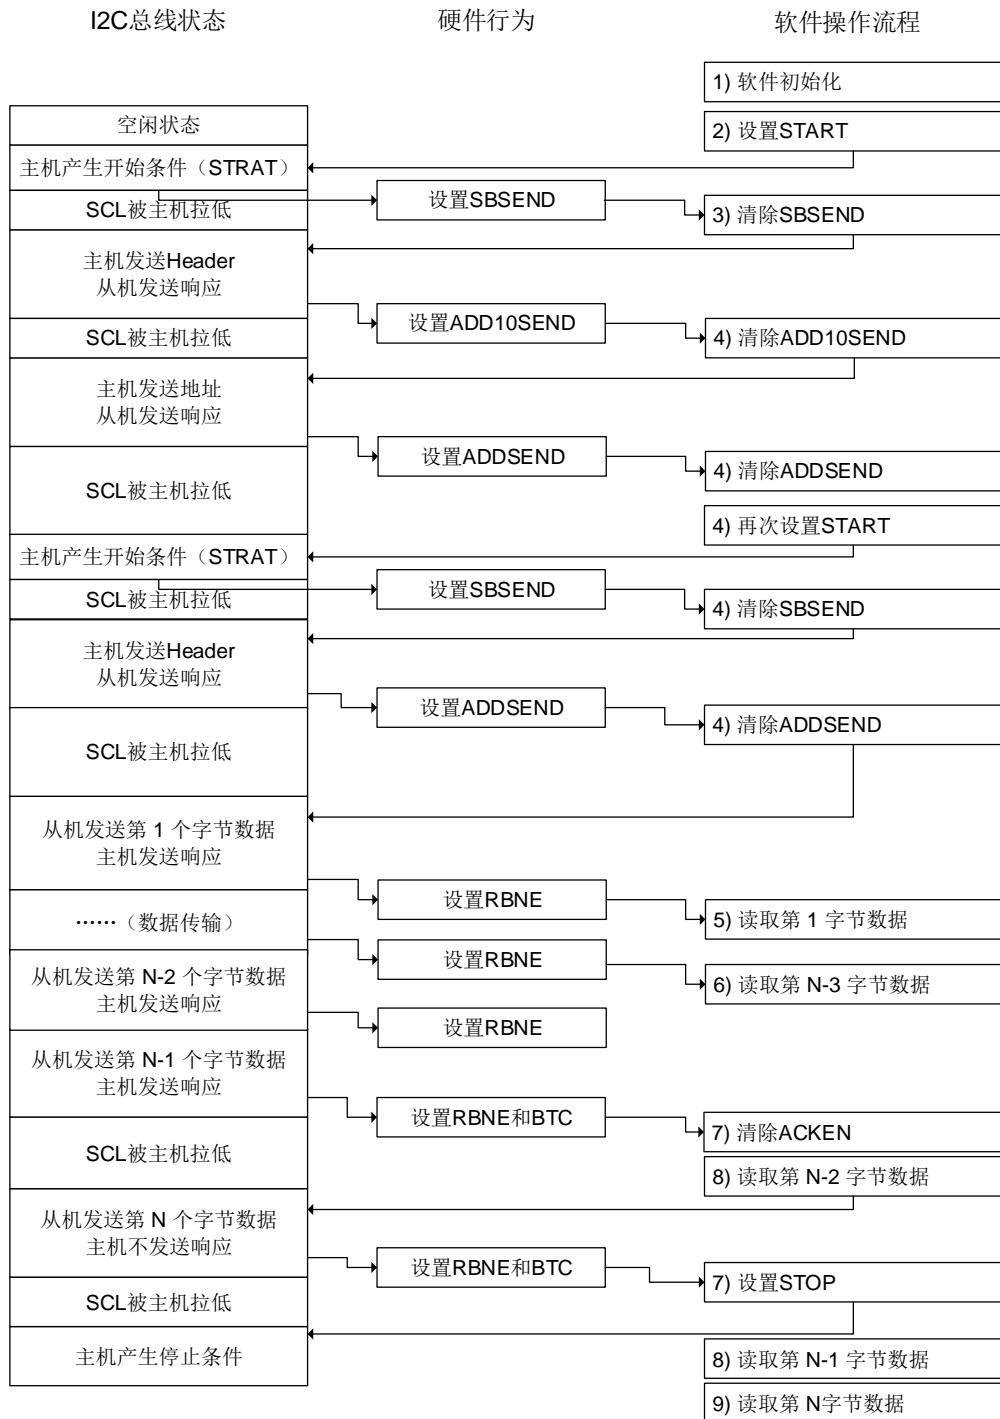 I2C总线状态 硬件行为 软件操作流程
1) 软件初始化
空闲状态
2) 设置START
主机产生开始条件（STRAT）
设置SBSEND
SCL被主机拉低
3) 清除SBSEND
主机发送Header
从机发送响应
设置ADD10SEND
SCL被主机拉低
4) 清除ADD10SEND
主机发送地址
从机发送响应
设置ADDSEND
4) 清除ADDSEND
SCL被主机拉低
4) 再次设置START
主机产生开始条件（STRAT）
设置SBSEND
SCL被主机拉低
4) 清除SBSEND
主机发送Header
从机发送响应
设置ADDSEND
4) 清除ADDSEND
SCL被主机拉低
从机发送第 1 个字节数据
主机发送响应
设置RBNE
……（数据传输）
5) 读取第 1 字节数据
设置RBNE
从机发送第 N-2 个字节数据
主机发送响应
6) 读取第 N-3 字节数据
设置RBNE
从机发送第 N-1 个字节数据
主机发送响应
设置RBNE和BTC
7) 清除ACKEN
SCL被主机拉低
8) 读取第 N-2 字节数据
从机发送第 N 个字节数据
主机不发送响应
设置RBNE和BTC
7) 设置STOP
SCL被主机拉低
主机产生停止条件
8) 读取第 N-1 字节数据
9) 读取第 N字节数据